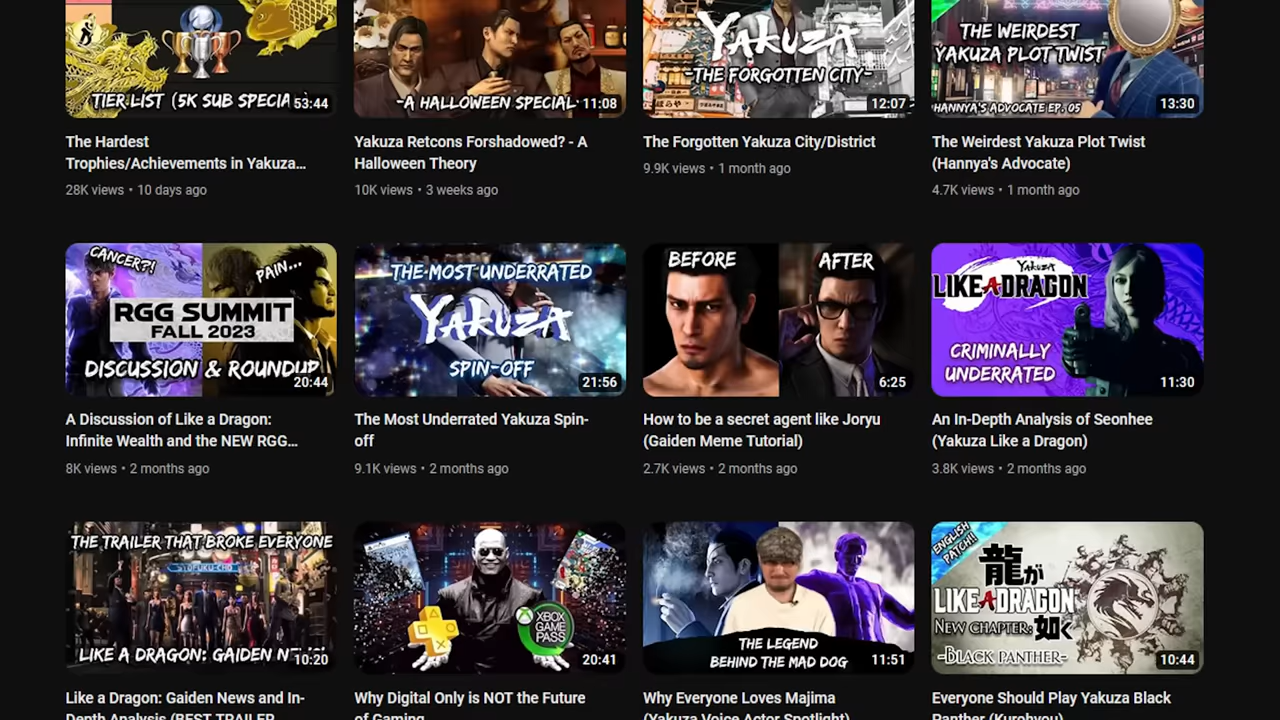 TIER LIST (5K SUB SPECIA
53:44
-A HALLOWEEN SPECIAL-
11:08
YAKUZA
-THE FORGOTTEN CITY-
12:07
THE WEIRDEST
YAKUZA PLOT TWIST
HANNYA'S ADVOCATE EP. 05
13:30
The Hardest
Trophies/Achievements in Yakuza...
28K views • 10 days ago
Yakuza Retcons Forshadowed? - A
Halloween Theory
10K views • 3 weeks ago
The Forgotten Yakuza City/District
9.9K views • 1 month ago
The Weirdest Yakuza Plot Twist
(Hannya's Advocate)
4.7K views • 1 month ago
CANCER?!
PAIN...
RGG SUMMIT
FALL 2023
DISCUSSION & ROUNDUP
20:44
THE MOST UNDERRATED
YAKUZA
SPIN-OFF
21:56
BEFORE
AFTER
6:25
YAKUZA
LIKE A DRAGON
CRIMINALLY
UNDERRATED
11:30
A Discussion of Like a Dragon:
Infinite Wealth and the NEW RGG...
8K views • 2 months ago
The Most Underrated Yakuza Spin-
off
9.1K views • 2 months ago
How to be a secret agent like Joryu
(Gaiden Meme Tutorial)
2.7K views • 2 months ago
An In-Depth Analysis of Seonhee
(Yakuza Like a Dragon)
3.8K views • 2 months ago
THE TRAILER THAT BROKE EVERYONE
LIKE A DRAGON: GAIDEN
10:20
XBOX
GAME
PASS
20:41
THE LEGEND
BEHIND THE MAD DOG
11:51
ENGLISH
PATCH!!
龍が
LIKE A DRAGON
NEW CHAPTER:
如く
-BLACK PANTHER-
10:44
Like a Dragon: Gaiden News and In-
Depth Analysis (BEST TRAILER
Why Digital Only is NOT the Future
of Gaming
Why Everyone Loves Majima
(Yakuza Voice Actor Spotlight)
Everyone Should Play Yakuza Black
Panther (Kurohyou)